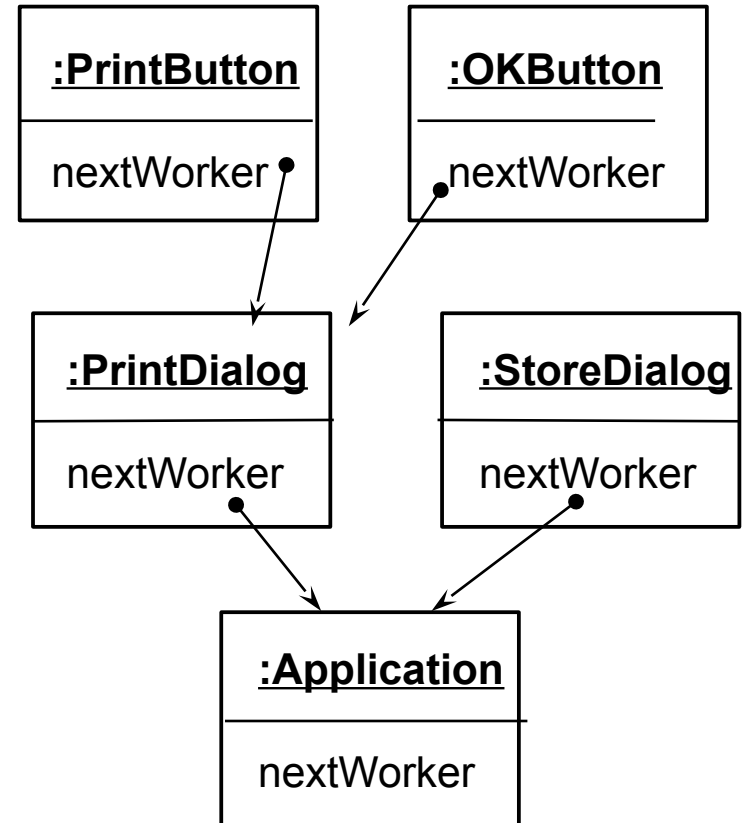 :PrintButton
nextWorker
:OKButton
nextWorker
:PrintDialog
nextWorker
:StoreDialog
nextWorker
:Application
nextWorker